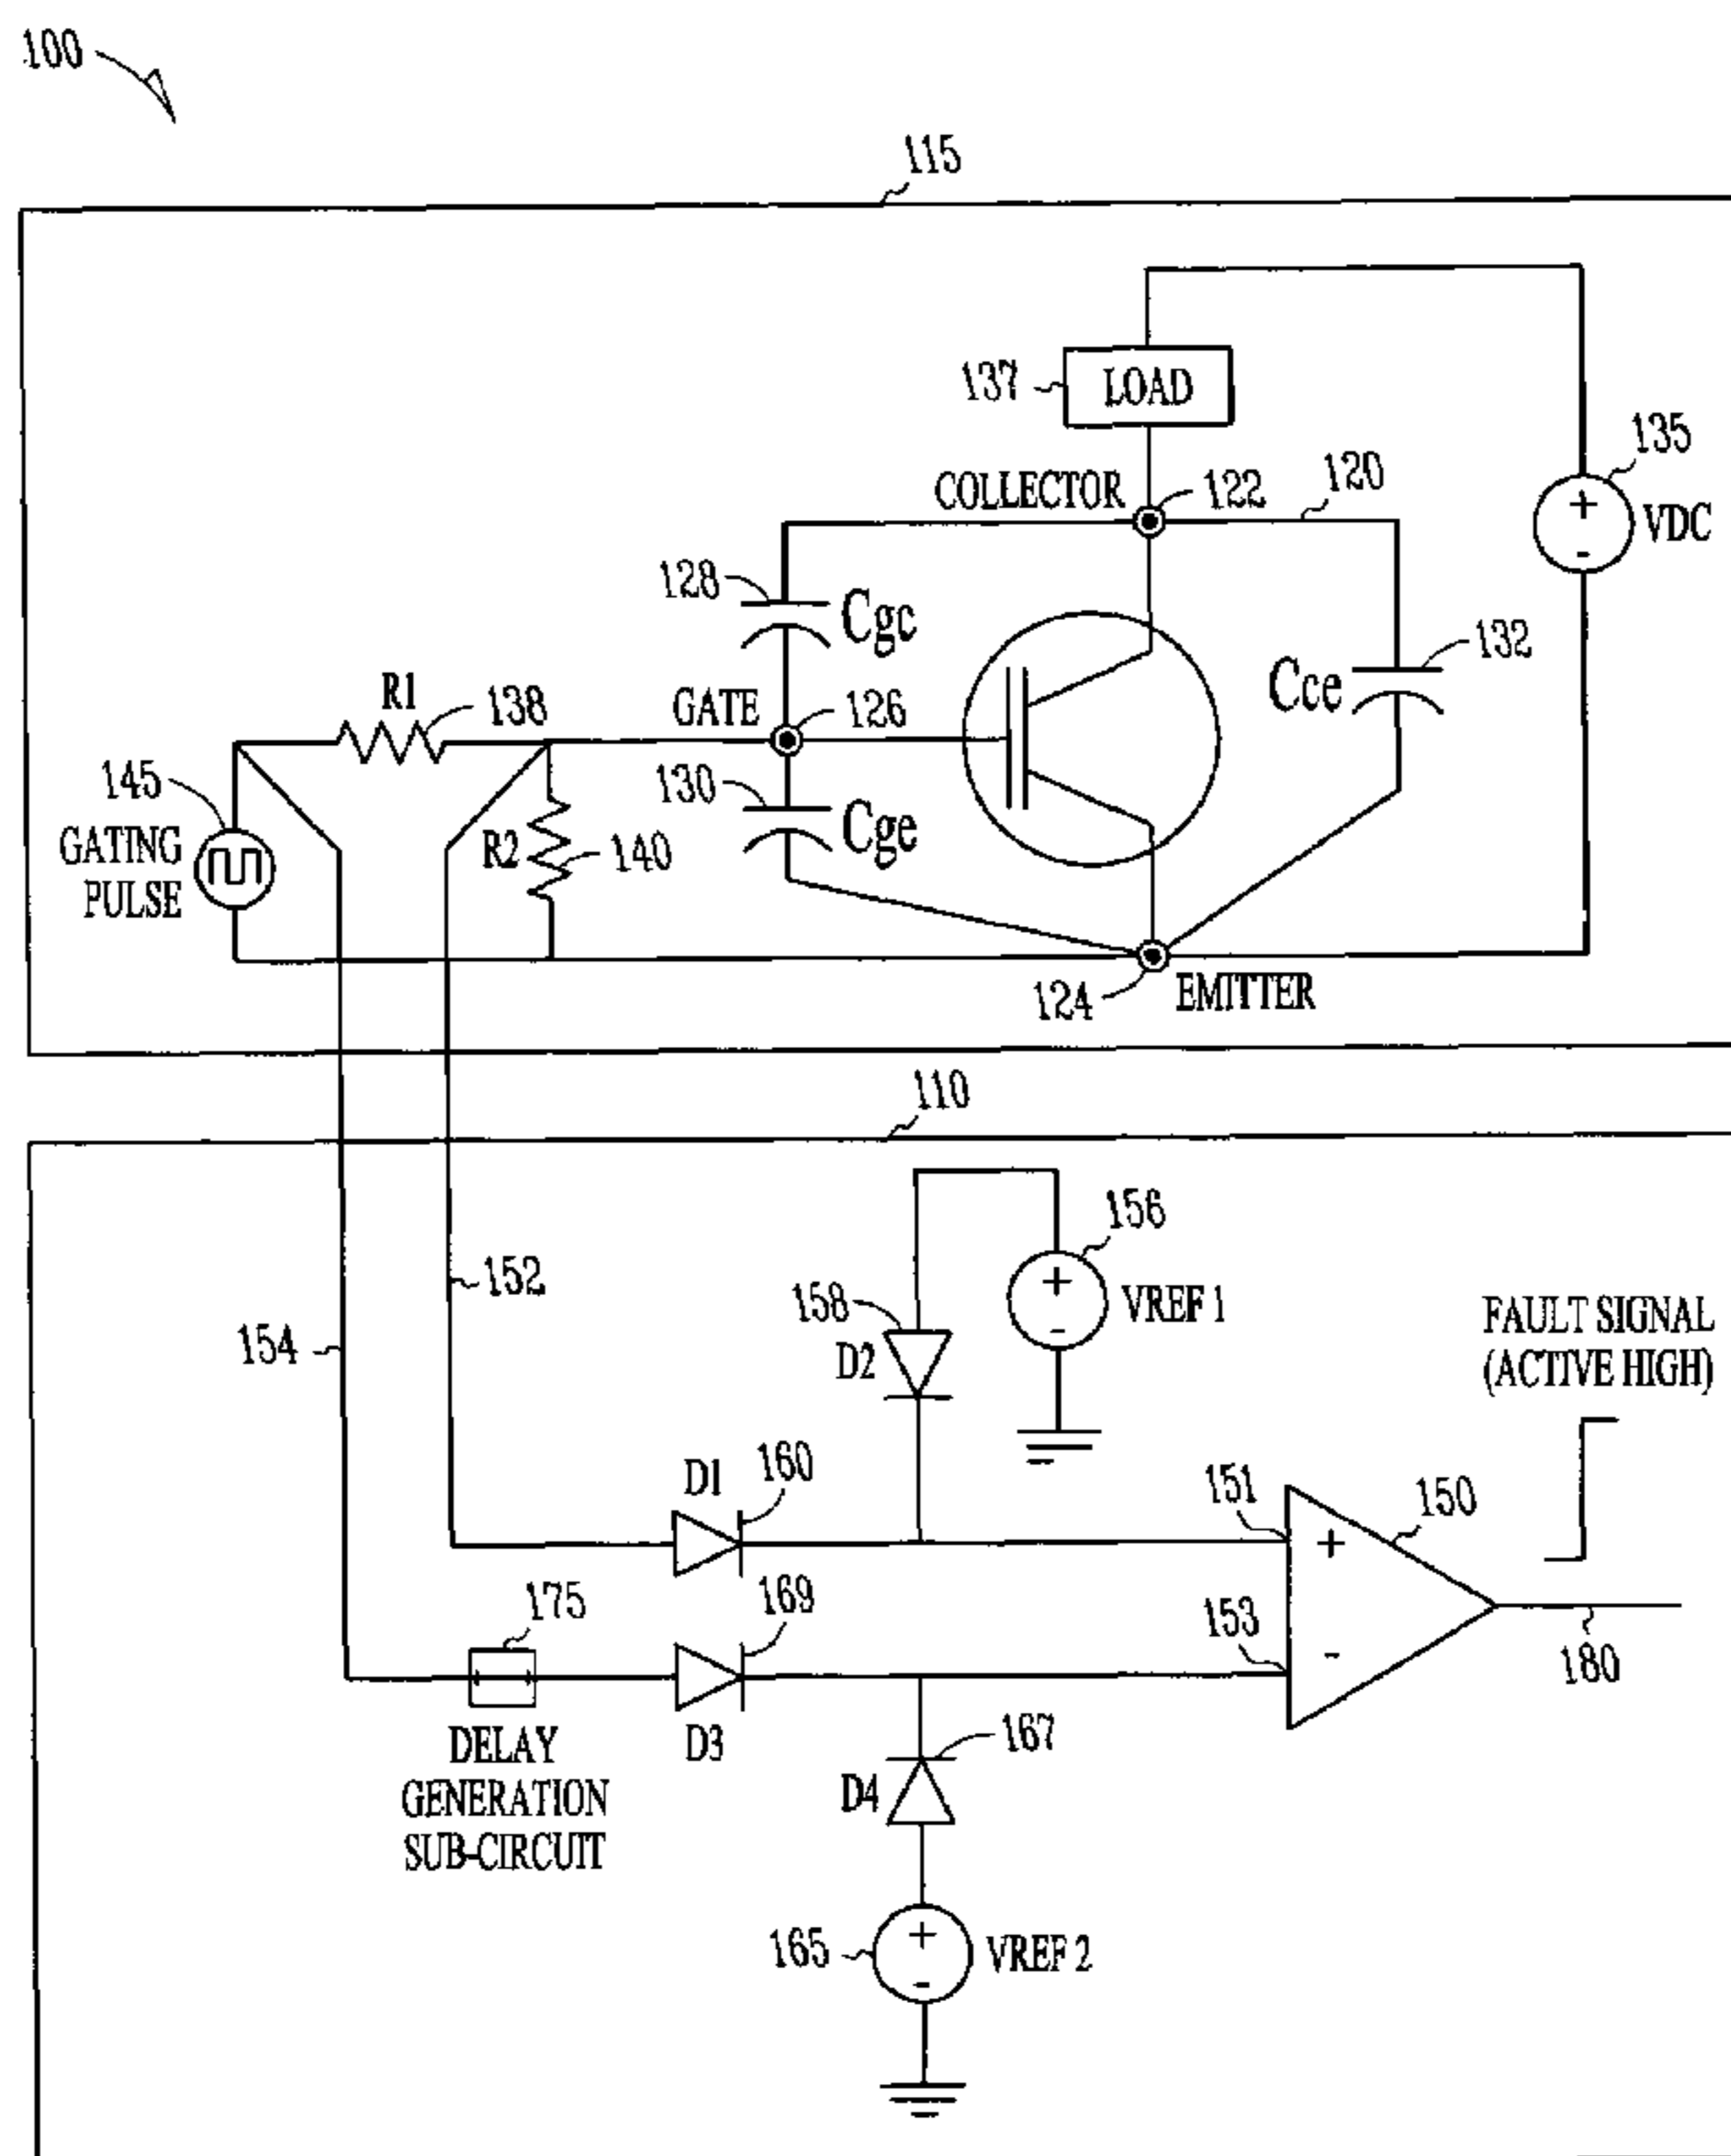 100
115
137
LOAD
135
+
-
VDC
COLLECTOR
122
120
128
Cgc
132
Cce
R1
138
GATE
126
145
130
Cge
GATING
PULSE
R2
140
124
EMITTER
110
156
152
158
+
-
VREF 1
154
D2
FAULT SIGNAL
(ACTIVE HIGH)
D1
160
151
150
+
175
169
153
-
180
DELAY
GENERATION
SUB-CIRCUIT
D3
167
D4
165
+
-
VREF 2